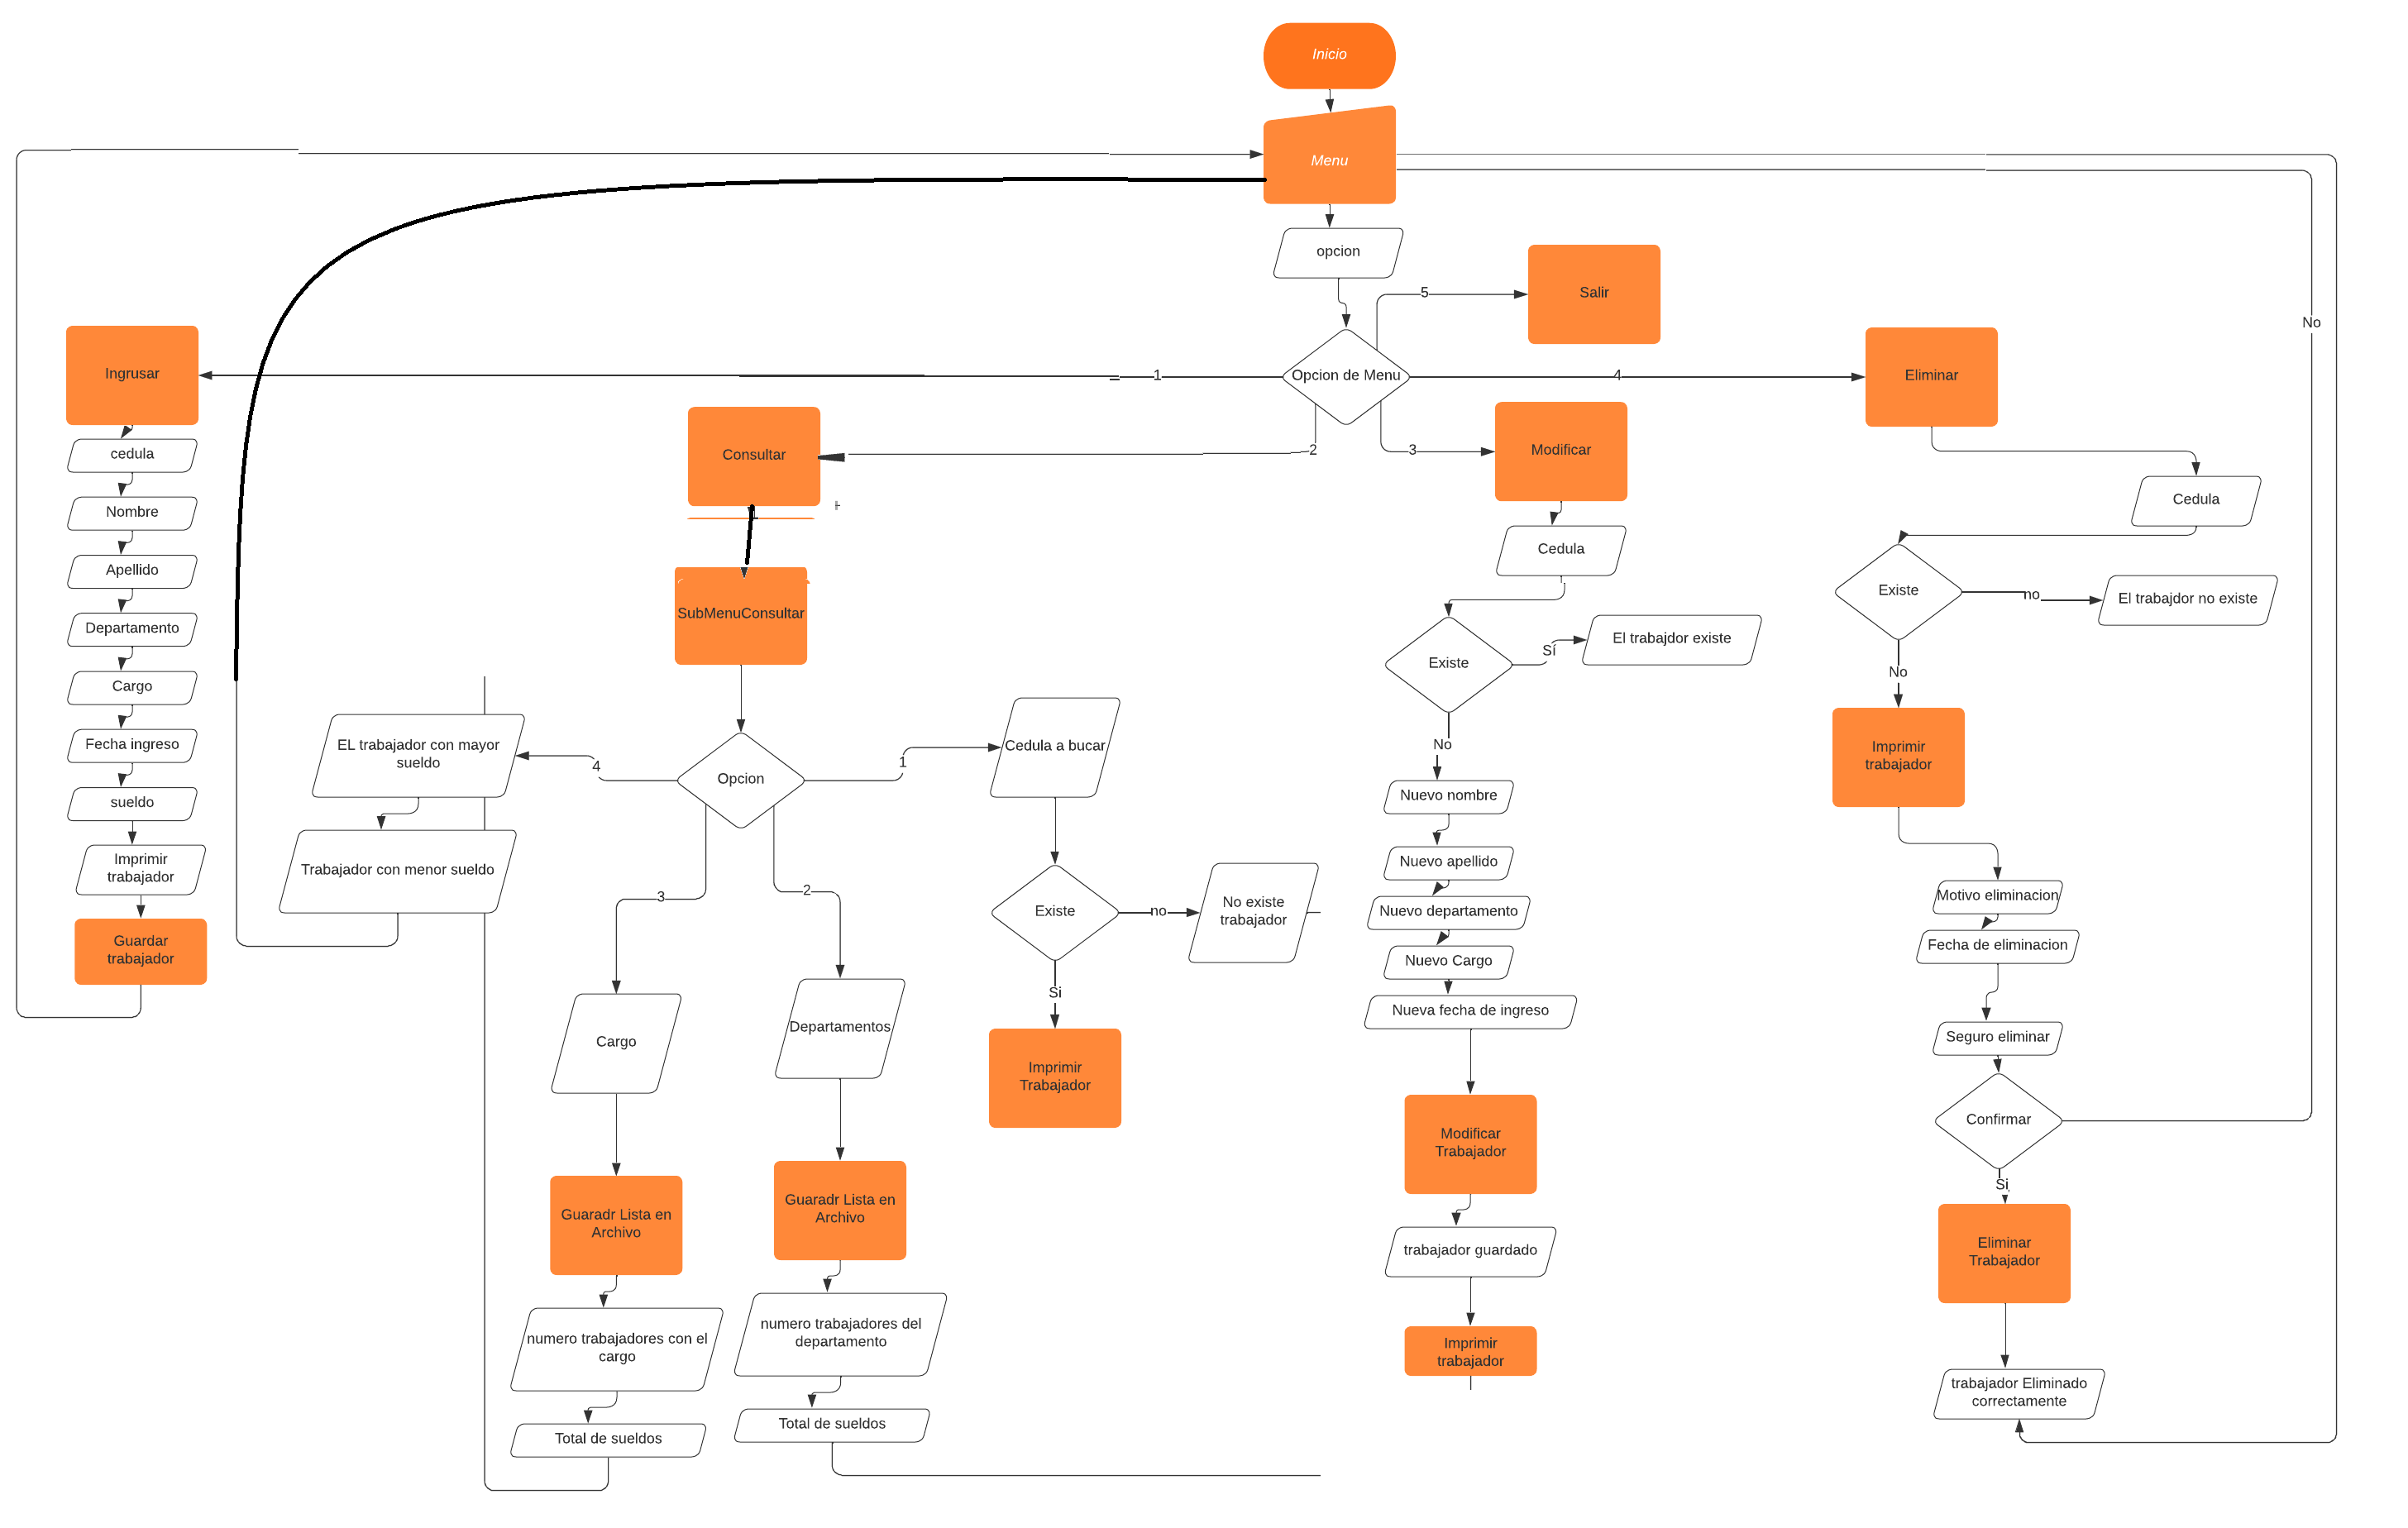 Inicio
Menu
opcion
5
Salir
No
Opcion de Menu
1
4
2
3
Ingrusar
cedula
Nombre
Apellido
Departamento
Cargo
Fecha ingreso
sueldo
Imprimir
trabajador
Guardar
trabajador
Consultar
SubMenuConsultar
Opcion
4
1
3
2
EL trabajador con mayor
sueldo
Trabajador con menor sueldo
Cargo
Guaradr Lista en
Archivo
numero trabajadores con el
cargo
Total de sueldos
Departamentos
Guaradr Lista en
Archivo
numero trabajadores del
departamento
Total de sueldos
Cedula a bucar
Existe
no
No existe
trabajador
Si
Imprimir
Trabajador
Modificar
Cedula
Existe
Sí
El trabajdor existe
No
Nuevo nombre
Nuevo apellido
Nuevo departamento
Nuevo Cargo
Nueva fecha de ingreso
Modificar
Trabajador
trabajador guardado
Imprimir
trabajador
Eliminar
Cedula
Existe
no
El trabajdor no existe
No
Imprimir
trabajador
Motivo eliminacion
Fecha de eliminacion
Seguro eliminar
Confirmar
Si
Eliminar
Trabajador
trabajador Eliminado
correctamente